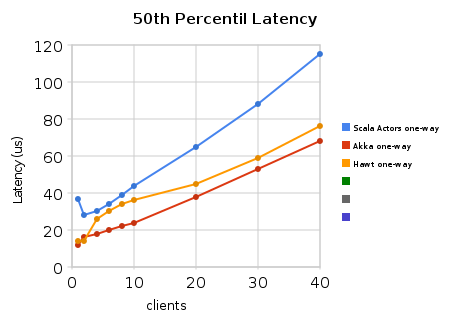 50th Percentil Latency
120
100
80
60
40
20
0
0 10 20 30 40
Latency (us)
clients
Scala Actors one-way
Akka one-way
Hawt one-way